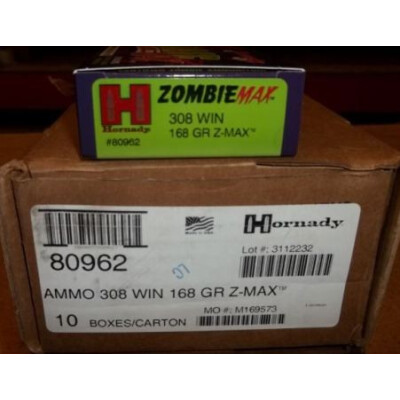 H ZOMBIEMAX™
308 WIN
Hornady 168 GR Z-MAX™
#80962
Hornady
Lot #: 3112232
80962
AMMO 308 WIN 168 GR Z-MAX™
MO #: M169573
10 BOXES/CARTON